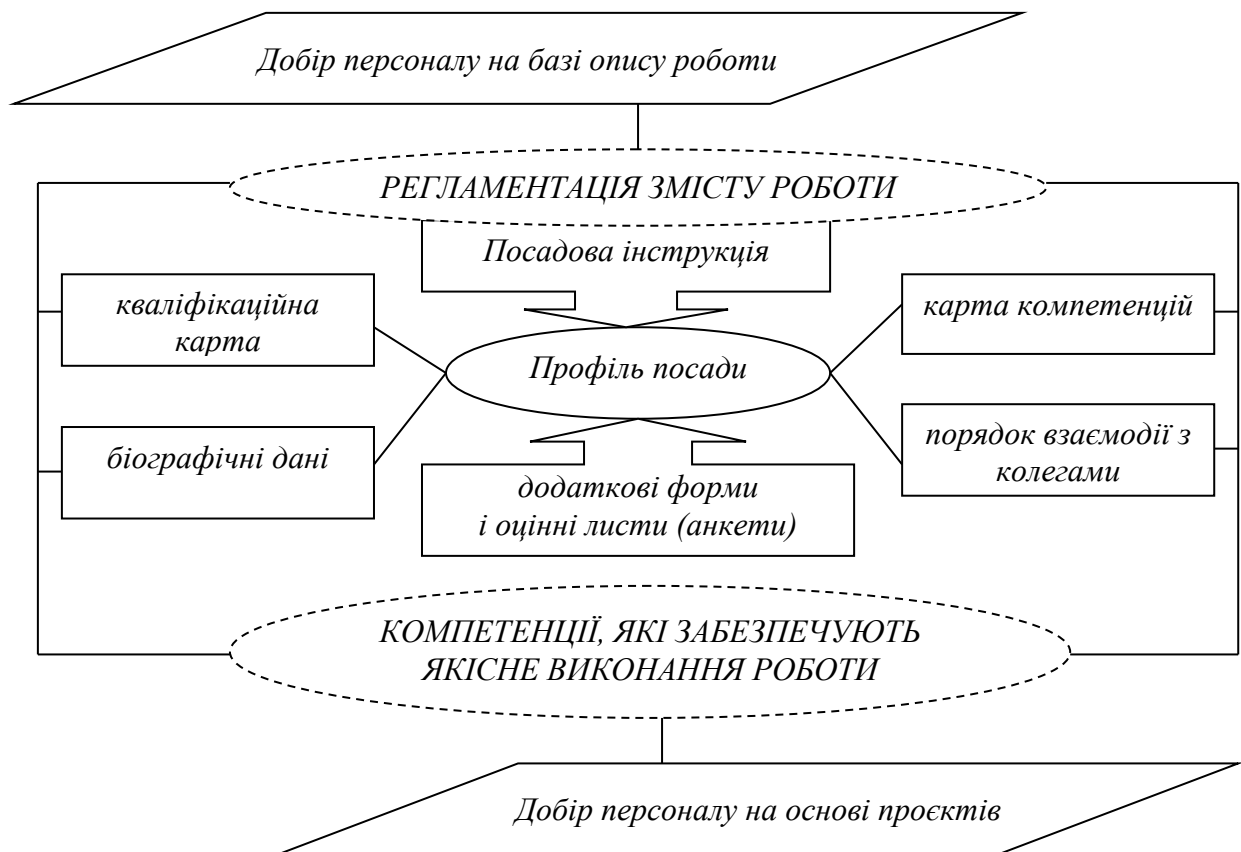 Добір персоналу на базі опису роботи
РЕГЛАМЕНТАЦІЯ ЗМІСТУ РОБОТИ
Посадова інструкція
кваліфікаційна
карта
карта компетенцій
Профіль посади
біографічні дані
порядок взаємодії з
колегами
додаткові форми
і оцінні листи (анкети)
КОМПЕТЕНЦІЇ, ЯКІ ЗАБЕЗПЕЧУЮТЬ
ЯКІСНЕ ВИКОНАННЯ РОБОТИ
Добір персоналу на основі проєктів